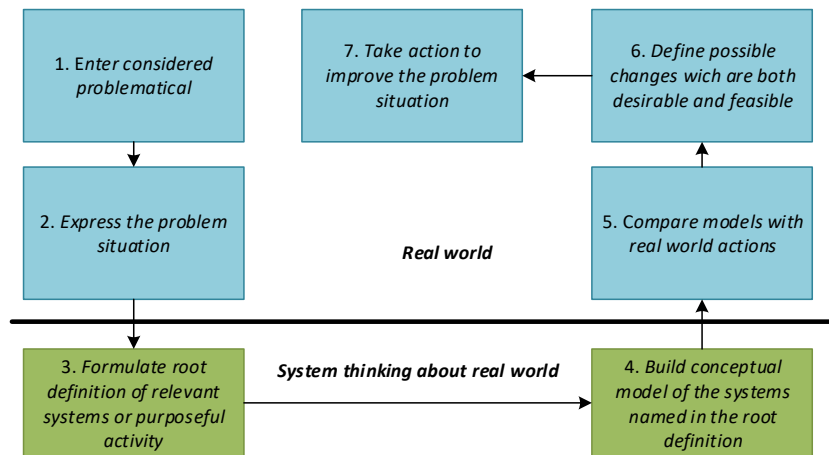 1. Enter considered
problematical
7. Take action to
improve the problem
situation
6. Define possible
changes wich are both
desirable and feasible
2. Express the problem
situation
Real world
5. Compare models with
real world actions
3. Formulate root
definition of relevant
systems or purposeful
activity
System thinking about real world
4. Build conceptual
model of the systems
named in the root
definition